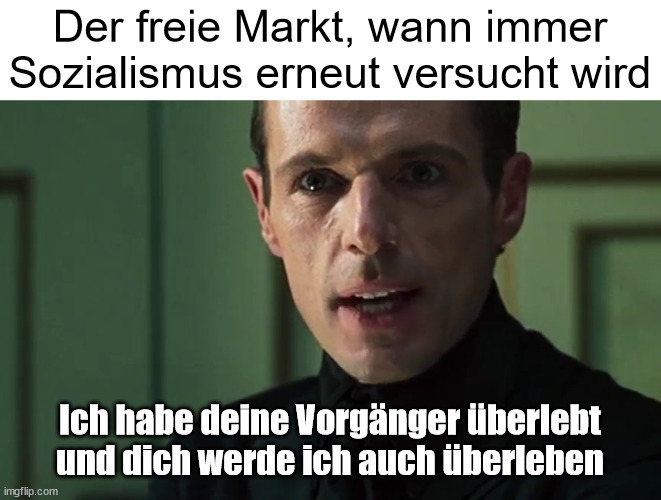 Der freie Markt, wann immer
Sozialismus erneut versucht wird
Ich habe deine Vorgänger überlebt
und dich werde ich auch überleben
imgflip.com